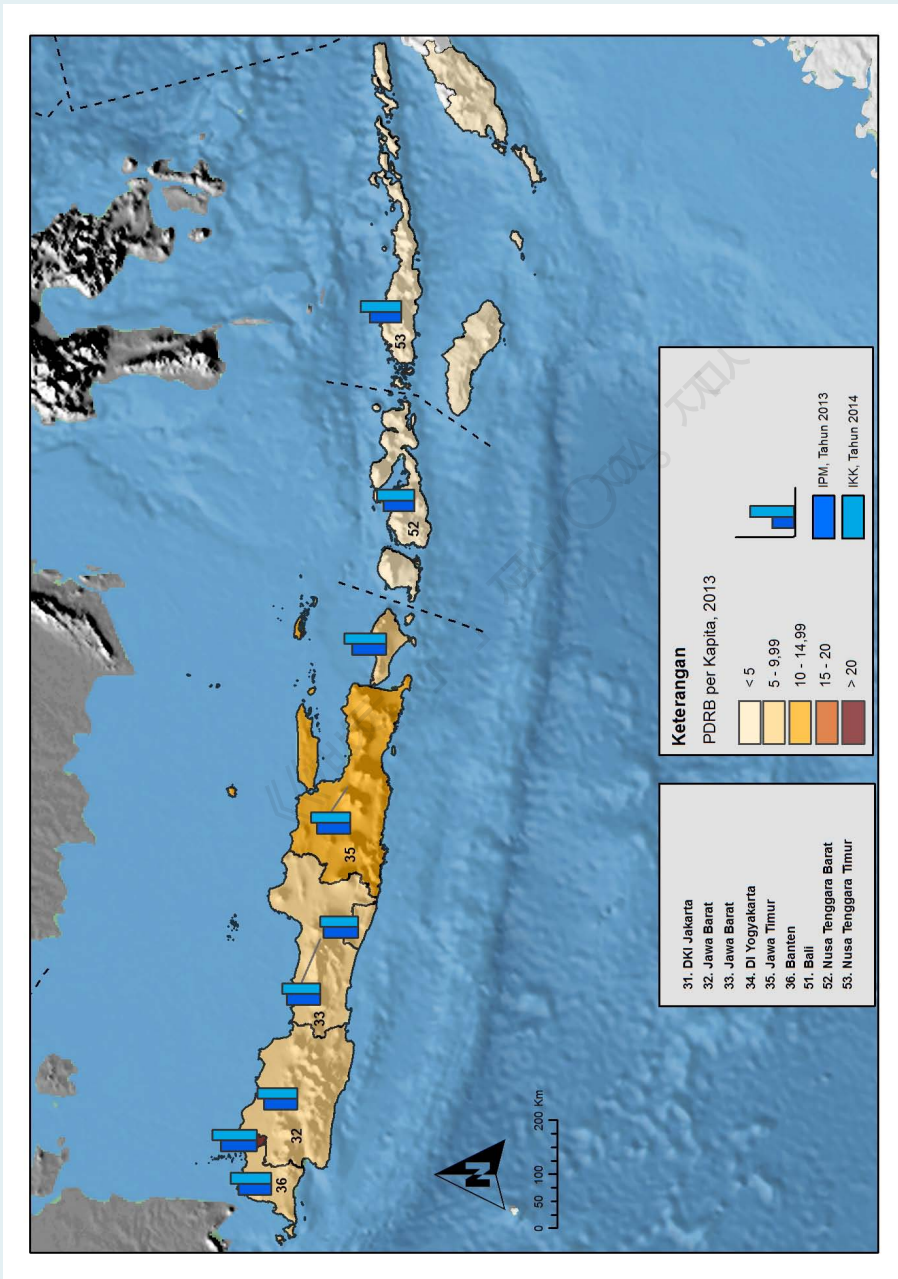 36
32
33
35
52
53
N
0 50 100 200 Km
31. DKI Jakarta
32. Jawa Barat
33. Jawa Barat
34. DI Yogyakarta
35. Jawa Timur
36. Banten
51. Bali
52. Nusa Tenggara Barat
53. Nusa Tenggara Timur
Keterangan
PDRB per Kapita, 2013
< 5
5 - 9,99
10 - 14,99
15 - 20
> 20
IPM, Tahun 2013
IKK, Tahun 2014